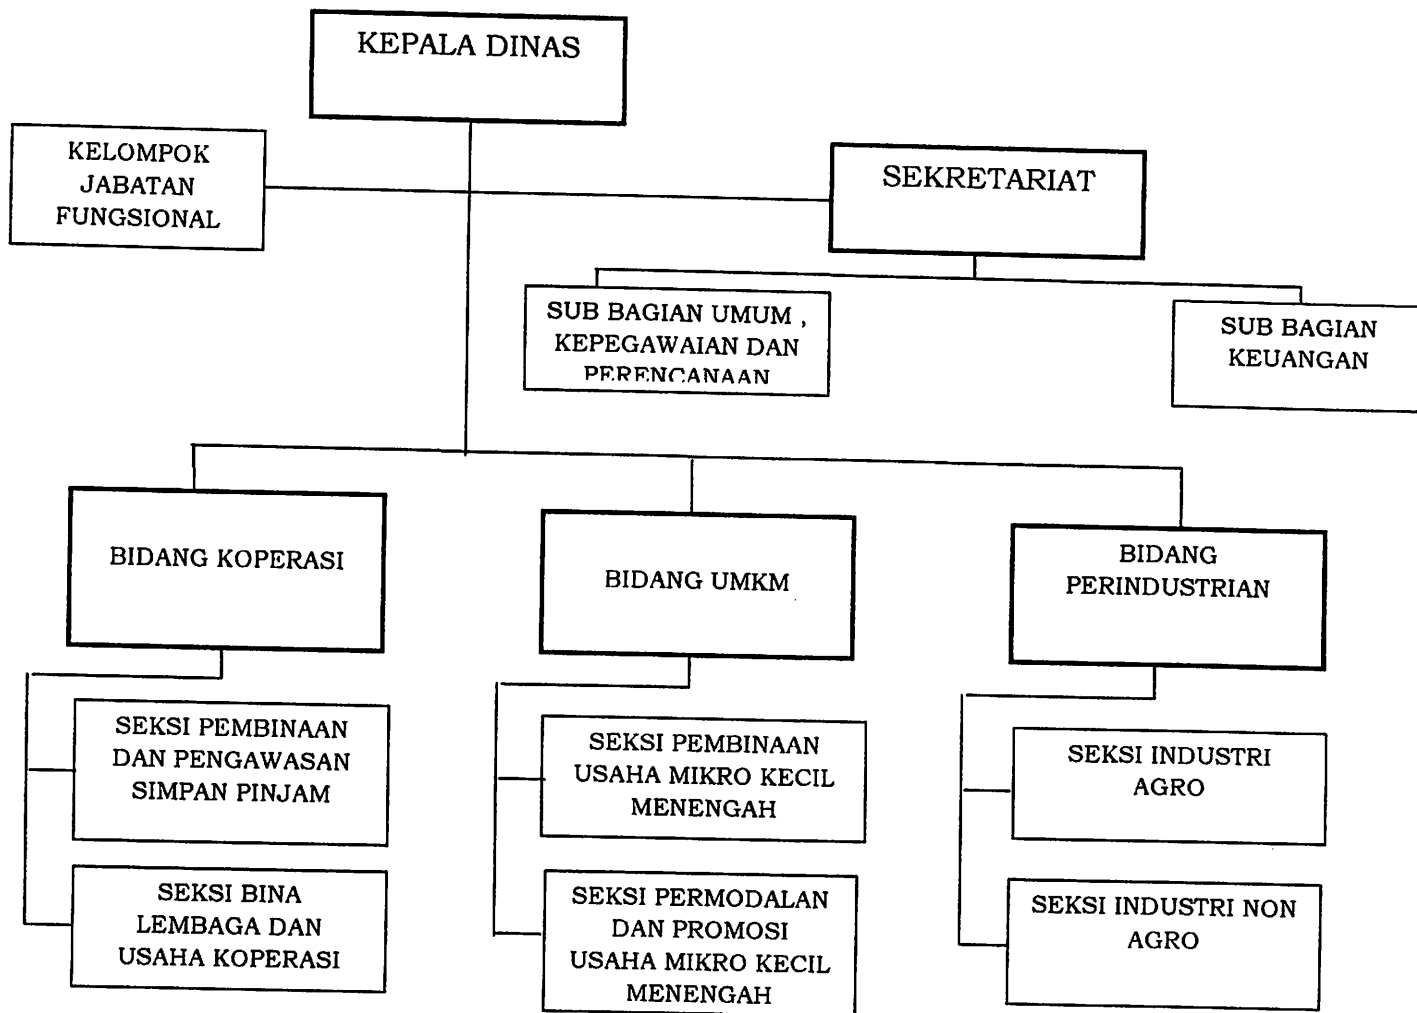 KEPALA DINAS
KELOMPOK
JABATAN
FUNGSIONAL
SEKRETARIAT
SUB BAGIAN UMUM ,
KEPEGAWAIAN DAN
PERENCANAAN
SUB BAGIAN
KEUANGAN
BIDANG KOPERASI
BIDANG UMKM
BIDANG
PERINDUSTRIAN
SEKSI PEMBINAAN
DAN PENGAWASAN
SIMPAN PINJAM
SEKSI PEMBINAAN
USAHA MIKRO KECIL
MENENGAH
SEKSI INDUSTRI
AGRO
SEKSI BINA
LEMBAGA DAN
USAHA KOPERASI
SEKSI PERMODALAN
DAN PROMOSI
USAHA MIKRO KECIL
MENENGAH
SEKSI INDUSTRI NON
AGRO